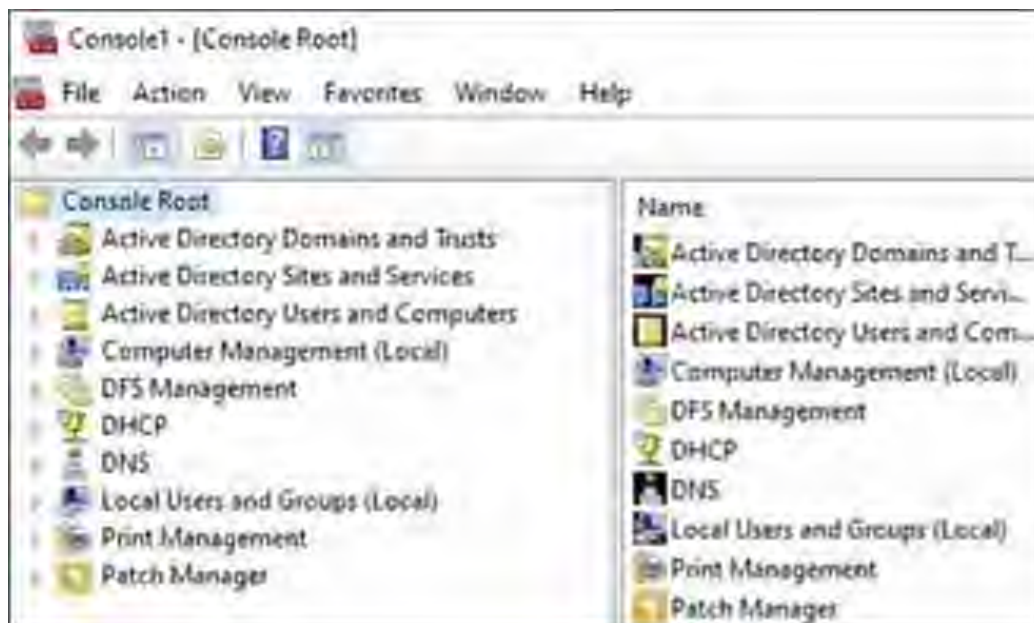 Console1 - [Console Root]
File Action View Favorites Window Help
Console Root
Active Directory Domains and Trusts
Active Directory Sites and Services
Active Directory Users and Computers
Computer Management (Local)
DFS Management
DHCP
DNS
Local Users and Groups (Local)
Print Management
Patch Manager
Name
Active Directory Domains and T...
Active Directory Sites and Servi...
Active Directory Users and Com...
Computer Management (Local)
DFS Management
DHCP
DNS
Local Users and Groups (Local)
Print Management
Patch Manager